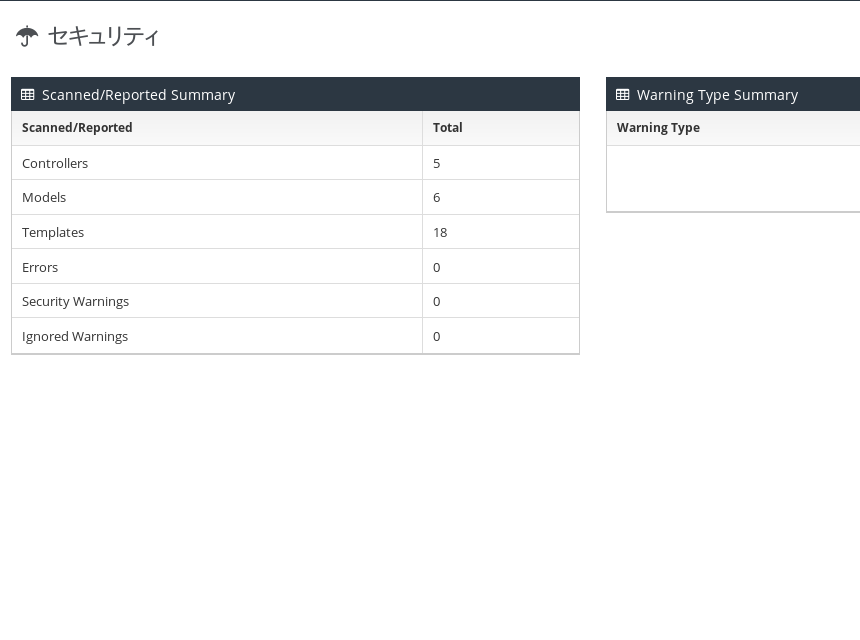 セキュリティ
Scanned/Reported Summary
Scanned/Reported Total
Controllers 5
Models 6
Templates 18
Errors 0
Security Warnings 0
Ignored Warnings 0
Warning Type Summary
Warning Type